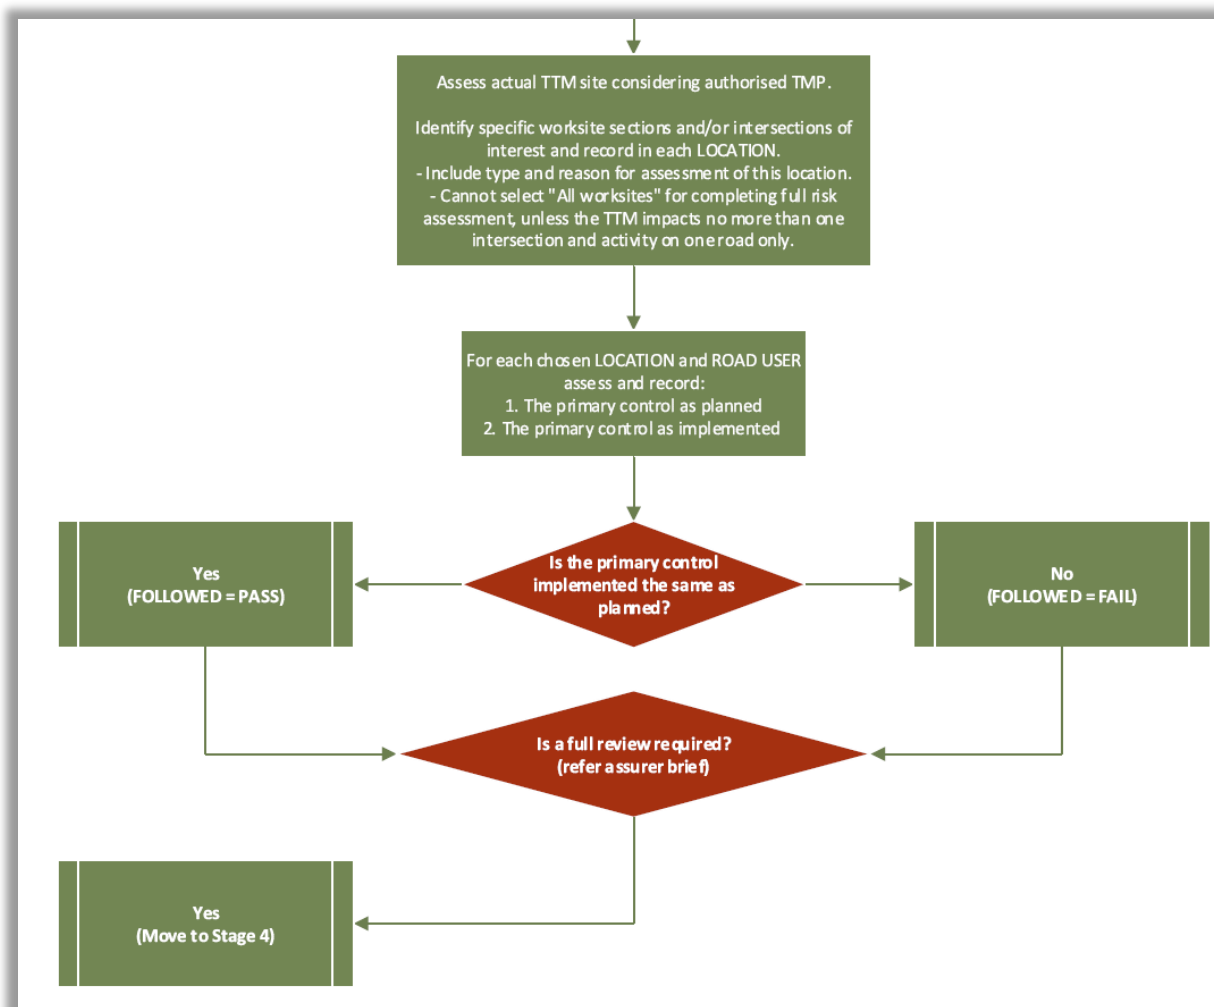 Assess actual TTM site considering authorised TMP.
Identify specific worksite sections and/or intersections of
interest and record in each LOCATION.
- Include type and reason for assessment of this location.
- Cannot select "All worksites" for completing full risk
assessment, unless the TTM impacts no more than one
intersection and activity on one road only.
For each chosen LOCATION and ROAD USER
assess and record:
1. The primary control as planned
2. The primary control as implemented
Is the primary control
implemented the same as
planned?
Yes
(FOLLOWED = PASS)
No
(FOLLOWED = FAIL)
Is a full review required?
(refer assurer brief)
Yes
(Move to Stage 4)